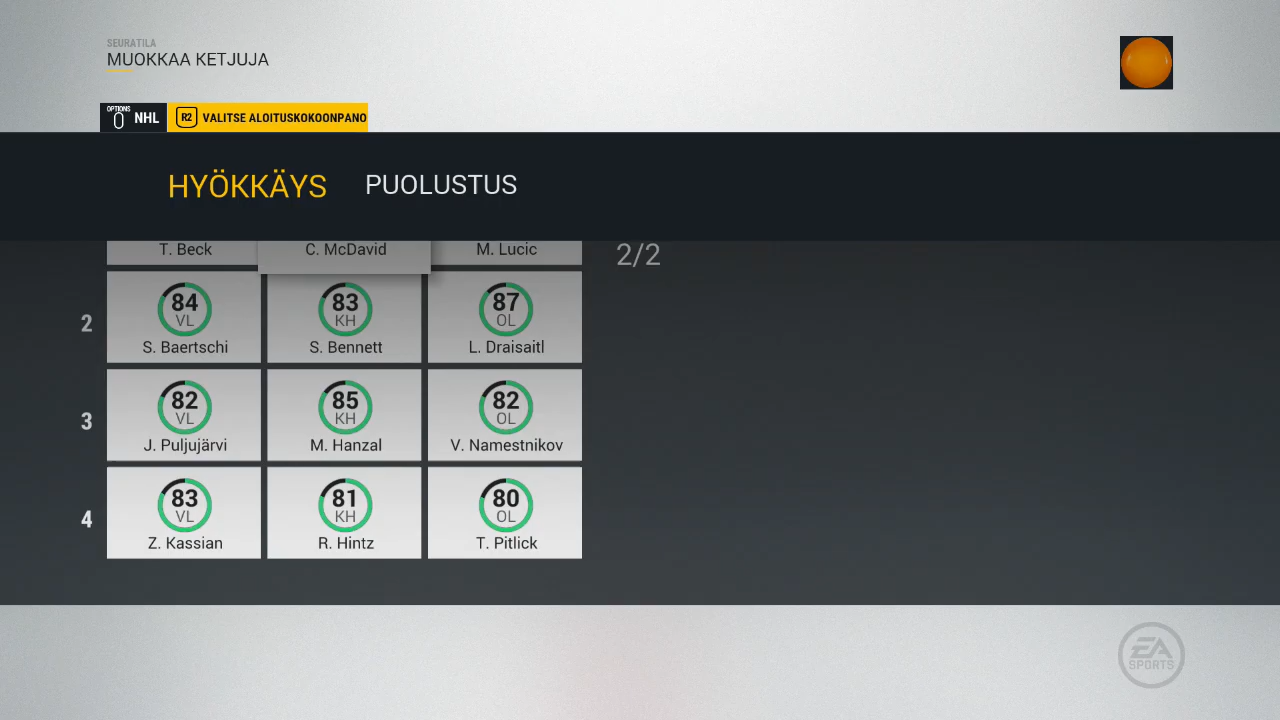 SEURATILA
MUOKKAA KETJUJA
OPTIONS NHL R2 VALITSE ALOITUSKOKOONPANO
HYÖKKÄYS PUOLUSTUS
T. Beck C. McDavid M. Lucic 2/2
2
84 83 87
VL KH OL
S. Baertschi S. Bennett L. Draisaitl
3
82 85 82
VL KH OL
J. Puljujärvi M. Hanzal V. Namestnikov
4
83 81 80
VL KH OL
Z. Kassian R. Hintz T. Pitlick
EA
SPORTS